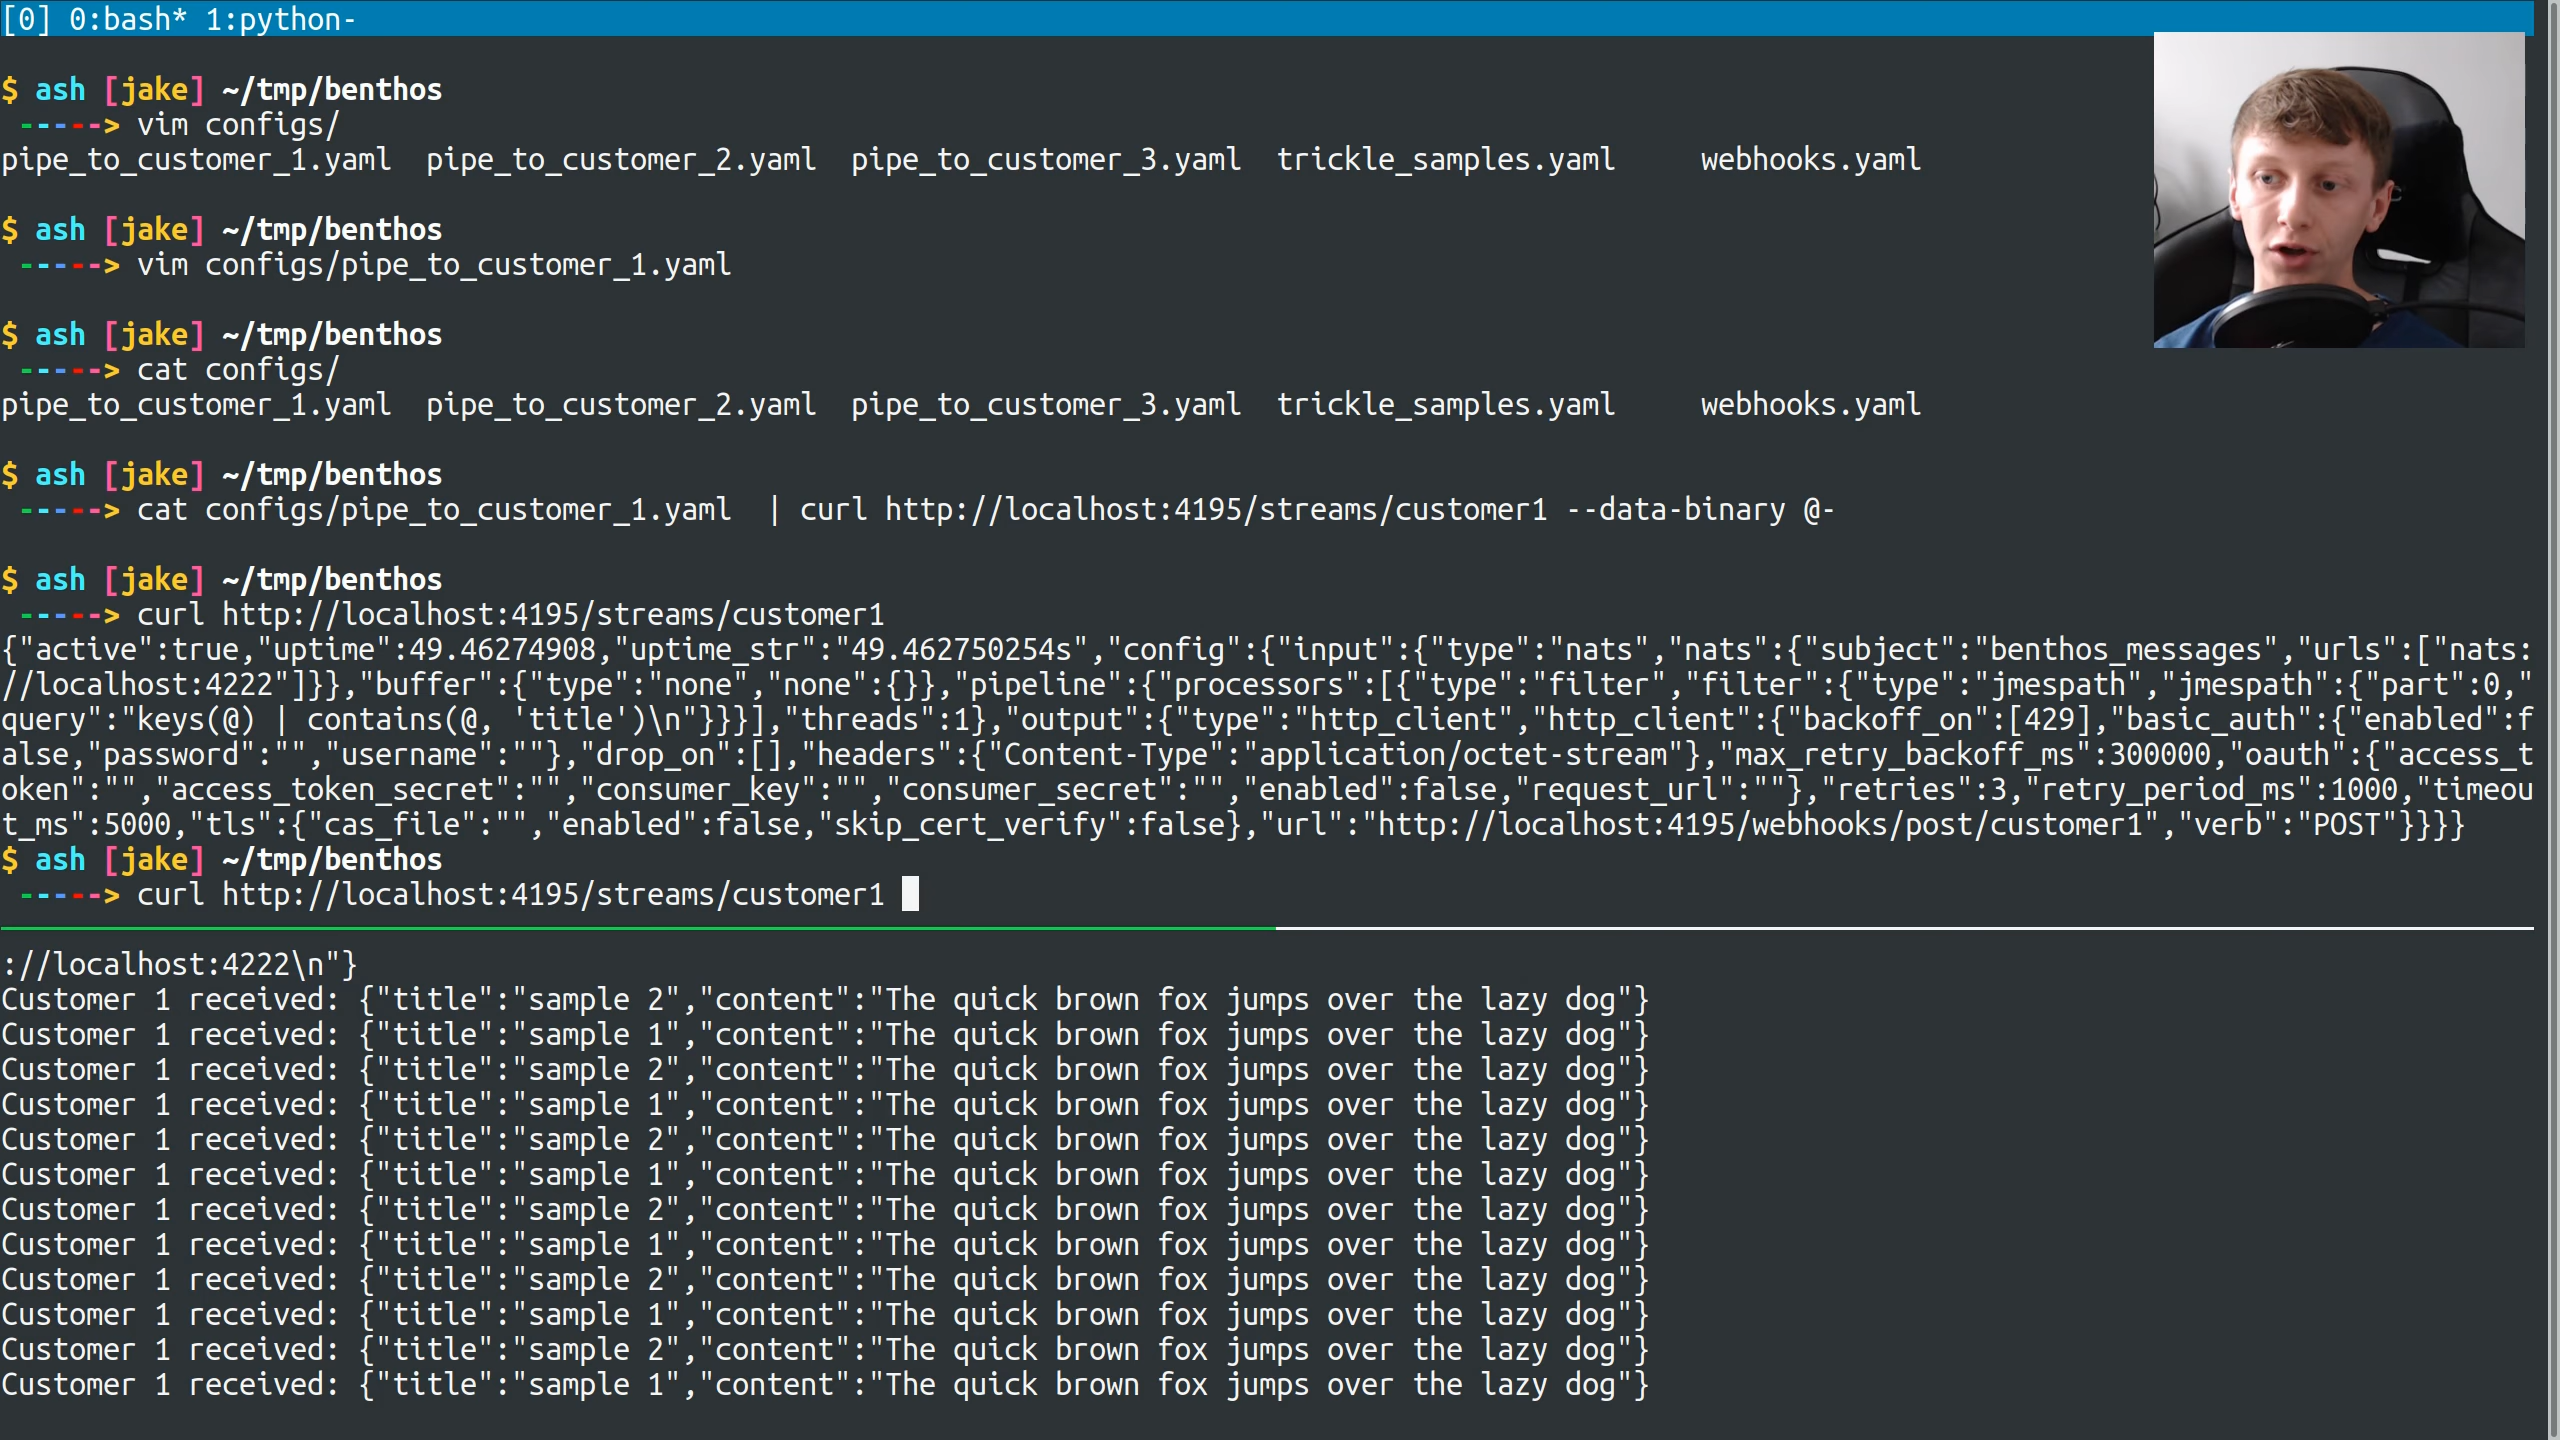 [0] 0:bash* 1:python-
$ ash [jake] ~/tmp/benthos
-----> vim configs/
pipe_to_customer_1.yaml  pipe_to_customer_2.yaml  pipe_to_customer_3.yaml  trickle_samples.yaml     webhooks.yaml
$ ash [jake] ~/tmp/benthos
-----> vim configs/pipe_to_customer_1.yaml
$ ash [jake] ~/tmp/benthos
-----> cat configs/
pipe_to_customer_1.yaml  pipe_to_customer_2.yaml  pipe_to_customer_3.yaml  trickle_samples.yaml     webhooks.yaml
$ ash [jake] ~/tmp/benthos
-----> cat configs/pipe_to_customer_1.yaml  | curl http://localhost:4195/streams/customer1 --data-binary @-
$ ash [jake] ~/tmp/benthos
-----> curl http://localhost:4195/streams/customer1
{"active":true,"uptime":49.46274908,"uptime_str":"49.462750254s","config":{"input":{"type":"nats","nats":{"subject":"benthos_messages","urls":["nats:
//localhost:4222"]}},"buffer":{"type":"none","none":{}},"pipeline":{"processors":[{"type":"filter","filter":{"type":"jmespath","jmespath":{"part":0,"
query":"keys(@) | contains(@, 'title')\n"}}}],"threads":1},"output":{"type":"http_client","http_client":{"backoff_on":[429],"basic_auth":{"enabled":f
alse,"password":"","username":""},"drop_on":[],"headers":{"Content-Type":"application/octet-stream"},"max_retry_backoff_ms":300000,"oauth":{"access_t
oken":"","access_token_secret":"","consumer_key":"","consumer_secret":"","enabled":false,"request_url":""},"retries":3,"retry_period_ms":1000,"timeou
t_ms":5000,"tls":{"cas_file":"","enabled":false,"skip_cert_verify":false},"url":"http://localhost:4195/webhooks/post/customer1","verb":"POST"}}}}
$ ash [jake] ~/tmp/benthos
-----> curl http://localhost:4195/streams/customer1
://localhost:4222\n"}
Customer 1 received: {"title":"sample 2","content":"The quick brown fox jumps over the lazy dog"}
Customer 1 received: {"title":"sample 1","content":"The quick brown fox jumps over the lazy dog"}
Customer 1 received: {"title":"sample 2","content":"The quick brown fox jumps over the lazy dog"}
Customer 1 received: {"title":"sample 1","content":"The quick brown fox jumps over the lazy dog"}
Customer 1 received: {"title":"sample 2","content":"The quick brown fox jumps over the lazy dog"}
Customer 1 received: {"title":"sample 1","content":"The quick brown fox jumps over the lazy dog"}
Customer 1 received: {"title":"sample 2","content":"The quick brown fox jumps over the lazy dog"}
Customer 1 received: {"title":"sample 1","content":"The quick brown fox jumps over the lazy dog"}
Customer 1 received: {"title":"sample 2","content":"The quick brown fox jumps over the lazy dog"}
Customer 1 received: {"title":"sample 1","content":"The quick brown fox jumps over the lazy dog"}
Customer 1 received: {"title":"sample 2","content":"The quick brown fox jumps over the lazy dog"}
Customer 1 received: {"title":"sample 1","content":"The quick brown fox jumps over the lazy dog"}